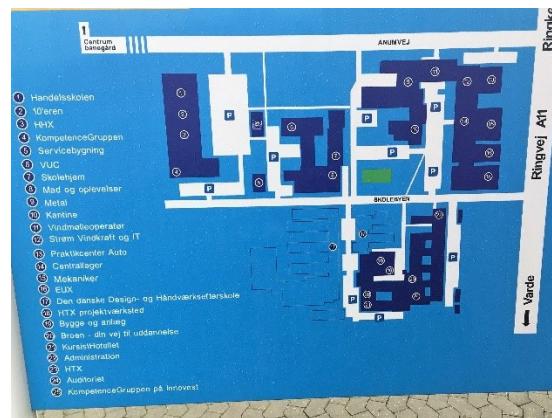 1
Centrum
banegård
ANUMVEJ
Ringvej A11
SKOLEBYEN
← Varde
1 Handelsskolen
2 10'eren
3 HHX
4 KompetenceGruppen
5 Servicebygning
6 VUC
7 Skolehjem
8 Mad og oplevelser
9 Metal
10 Kantine
11 Vindmølleoperatør
12 Strøm Vindkraft og IT
13 Praktikcenter Auto
14 Centrallager
15 Mekaniker
16 EUX
17 Den danske Design- og Håndværksefterskole
18 HTX projektværksted
19 Bygge og anlæg
20 Broen - din vej til uddannelse
21 KursistHotellet
22 Administration
23 HTX
24 Auditoriet
25 KompetenceGruppen på Innovest